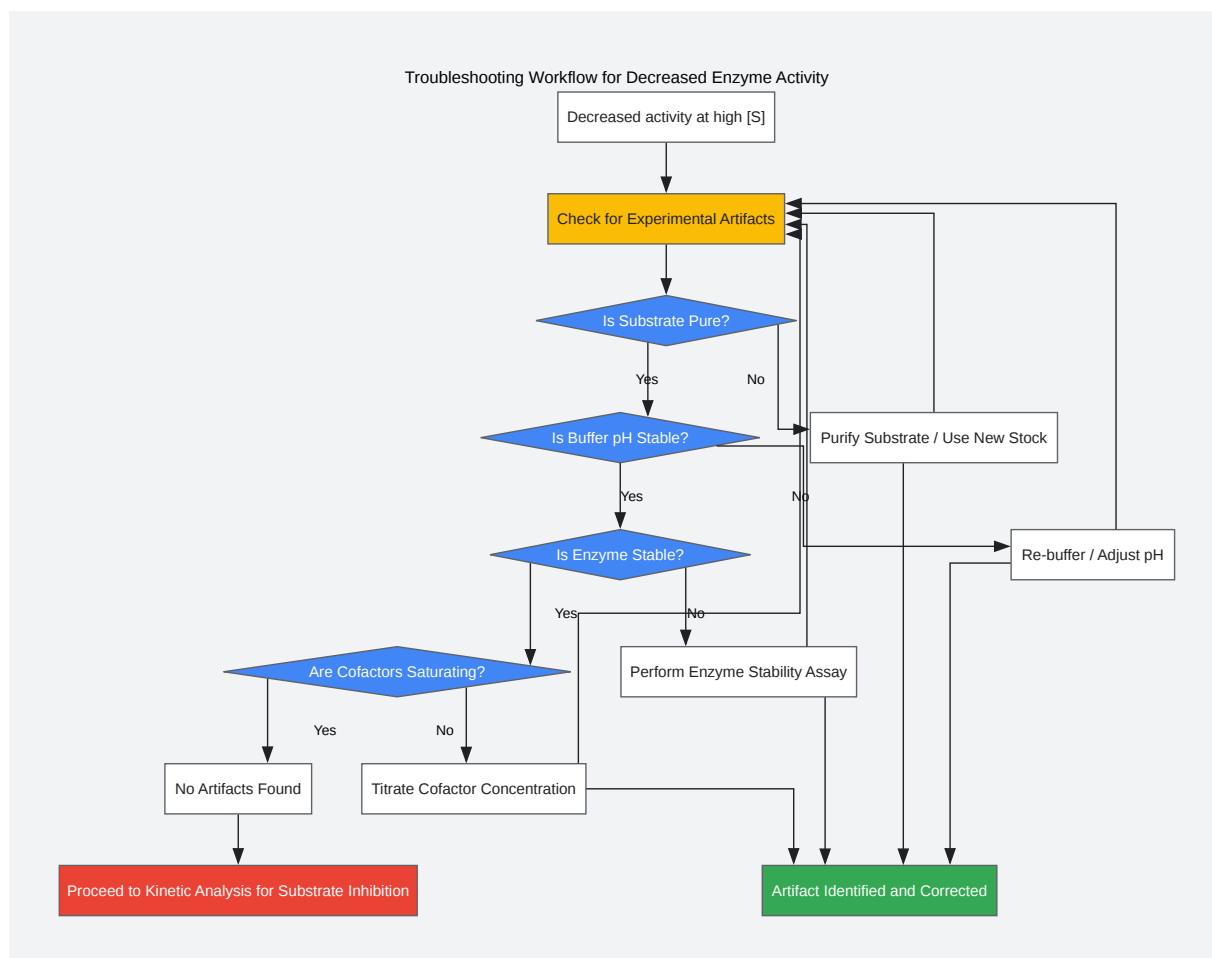 Troubleshooting Workflow for Decreased Enzyme Activity
Decreased activity at high [S]
Check for Experimental Artifacts
Is Substrate Pure?
Yes
No
Is Buffer pH Stable?
Purify Substrate / Use New Stock
Yes
No
Is Enzyme Stable?
Re-buffer / Adjust pH
Yes
No
Are Cofactors Saturating?
Perform Enzyme Stability Assay
Yes
No
No Artifacts Found
Titrate Cofactor Concentration
Proceed to Kinetic Analysis for Substrate Inhibition
Artifact Identified and Corrected